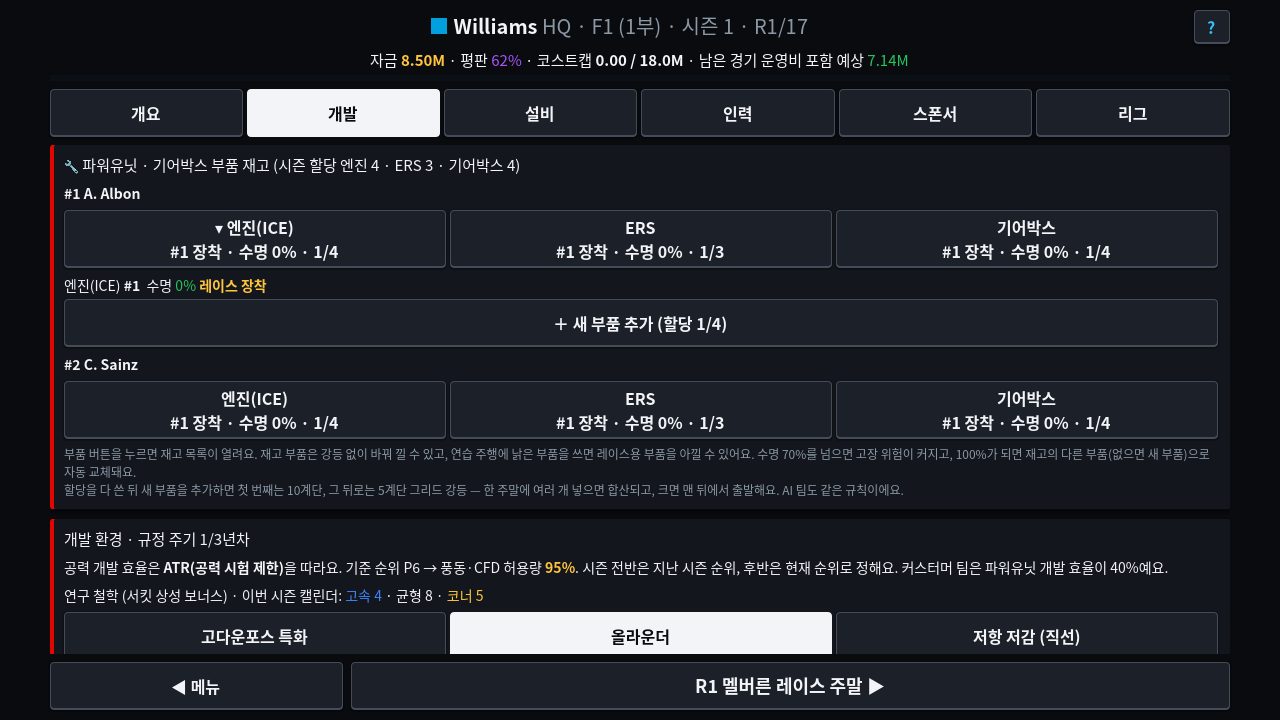 Williams HQ · F1 (1부) · 시즌 1 · R1/17
?
자금 8.50M · 평판 62% · 코스트캡 0.00 / 18.0M · 남은 경기 운영비 포함 예상 7.14M
개요 개발 설비 인력 스폰서 리그
🔧 파워유닛 · 기어박스 부품 재고 (시즌 할당 엔진 4 · ERS 3 · 기어박스 4)
#1 A. Albon
▾ 엔진(ICE) ERS 기어박스
#1 장착 · 수명 0% · 1/4 #1 장착 · 수명 0% · 1/3 #1 장착 · 수명 0% · 1/4
엔진(ICE) #1 수명 0% 레이스 장착
＋ 새 부품 추가 (할당 1/4)
#2 C. Sainz
엔진(ICE) ERS 기어박스
#1 장착 · 수명 0% · 1/4 #1 장착 · 수명 0% · 1/3 #1 장착 · 수명 0% · 1/4
부품 버튼을 누르면 재고 목록이 열려요. 재고 부품은 강등 없이 바꿔 낄 수 있고, 연습 주행에 낡은 부품을 쓰면 레이스용 부품을 아낄 수 있어요. 수명 70%를 넘으면 고장 위험이 커지고, 100%가 되면 재고의 다른 부품(없으면 새 부품)으로
자동 교체돼요.
할당을 다 쓴 뒤 새 부품을 추가하면 첫 번째는 10계단, 그 뒤로는 5계단 그리드 강등 — 한 주말에 여러 개 넣으면 합산되고, 크면 맨 뒤에서 출발해요. AI 팀도 같은 규칙이에요.
개발 환경 · 규정 주기 1/3년차
공력 개발 효율은 ATR(공력 시험 제한)을 따라요. 기준 순위 P6 → 풍동·CFD 허용량 95%. 시즌 전반은 지난 시즌 순위, 후반은 현재 순위로 정해요. 커스터머 팀은 파워유닛 개발 효율이 40%예요.
연구 철학 (서킷 상성 보너스) · 이번 시즌 캘린더: 고속 4 · 균형 8 · 코너 5
고다운포스 특화 올라운더 저항 저감 (직선)
◀ 메뉴 R1 멜버른 레이스 주말 ▶